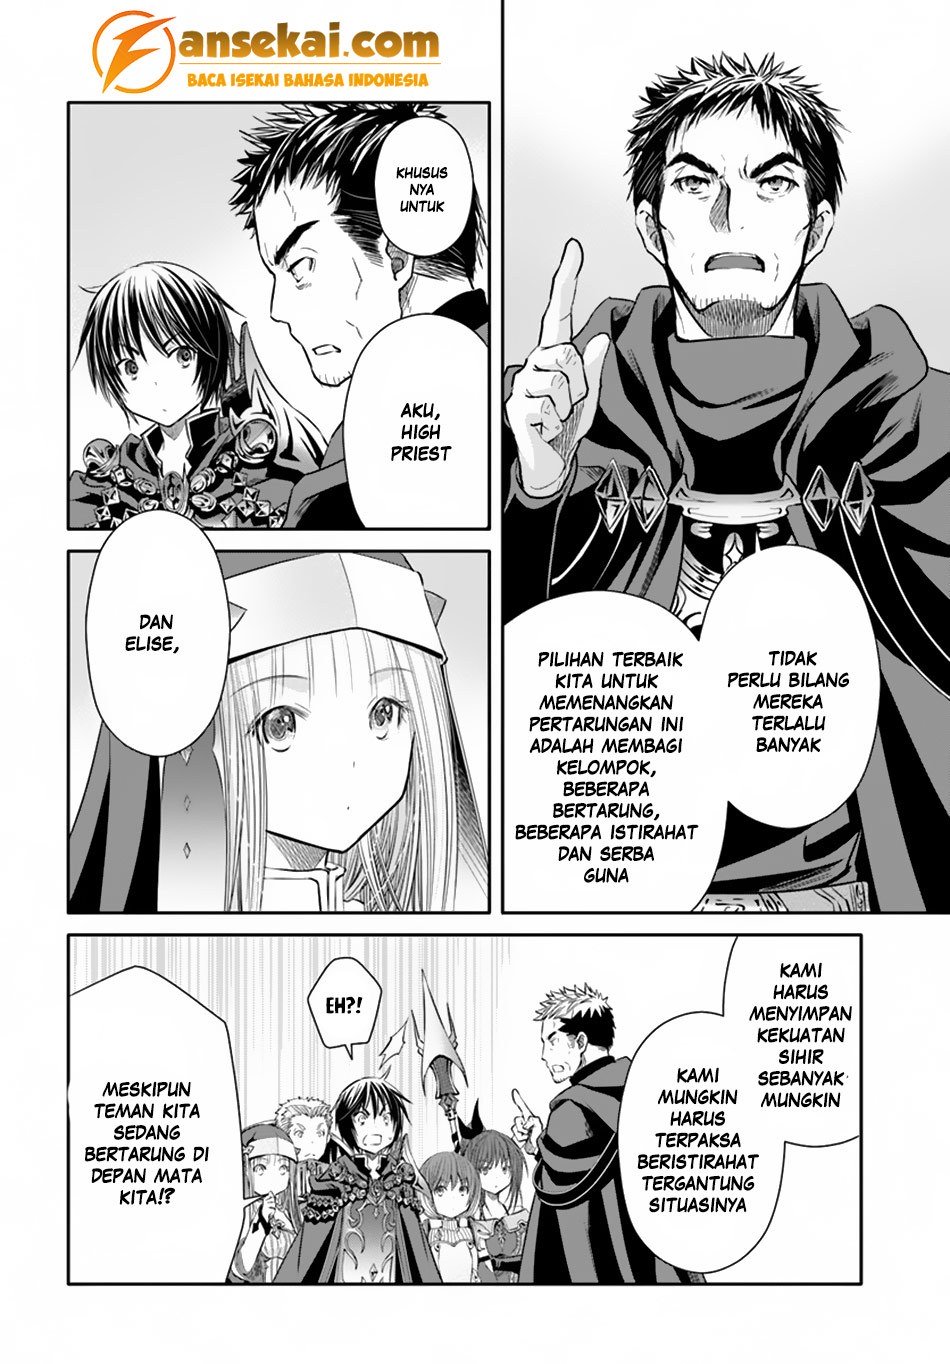 Fansekai.com
BACA ISEKAI BAHASA INDONESIA
TIDAK
PERLU BILANG
MEREKA
TERLALU
BANYAK
PILIHAN TERBAIK
KITA UNTUK
MEMENANGKAN
PERTARUNGAN INI
ADALAH MEMBAGI
KELOMPOK,
BEBERAPA
BERTARUNG,
BEBERAPA ISTIRAHAT
DAN SERBA
GUNA
KHUSUS
NYA
UNTUK
AKU,
HIGH
PRIEST
DAN
ELISE,
KAMI
HARUS
MENYIMPAN
KEKUATAN
SIHIR
SEBANYAK
MUNGKIN
KAMI
MUNGKIN
HARUS
TERPAKSA
BERISTIRAHAT
TERGANTUNG
SITUASINYA
EH?!
MESKIPUN
TEMAN KITA
SEDANG
BERTARUNG DI
DEPAN MATA
KITA!?